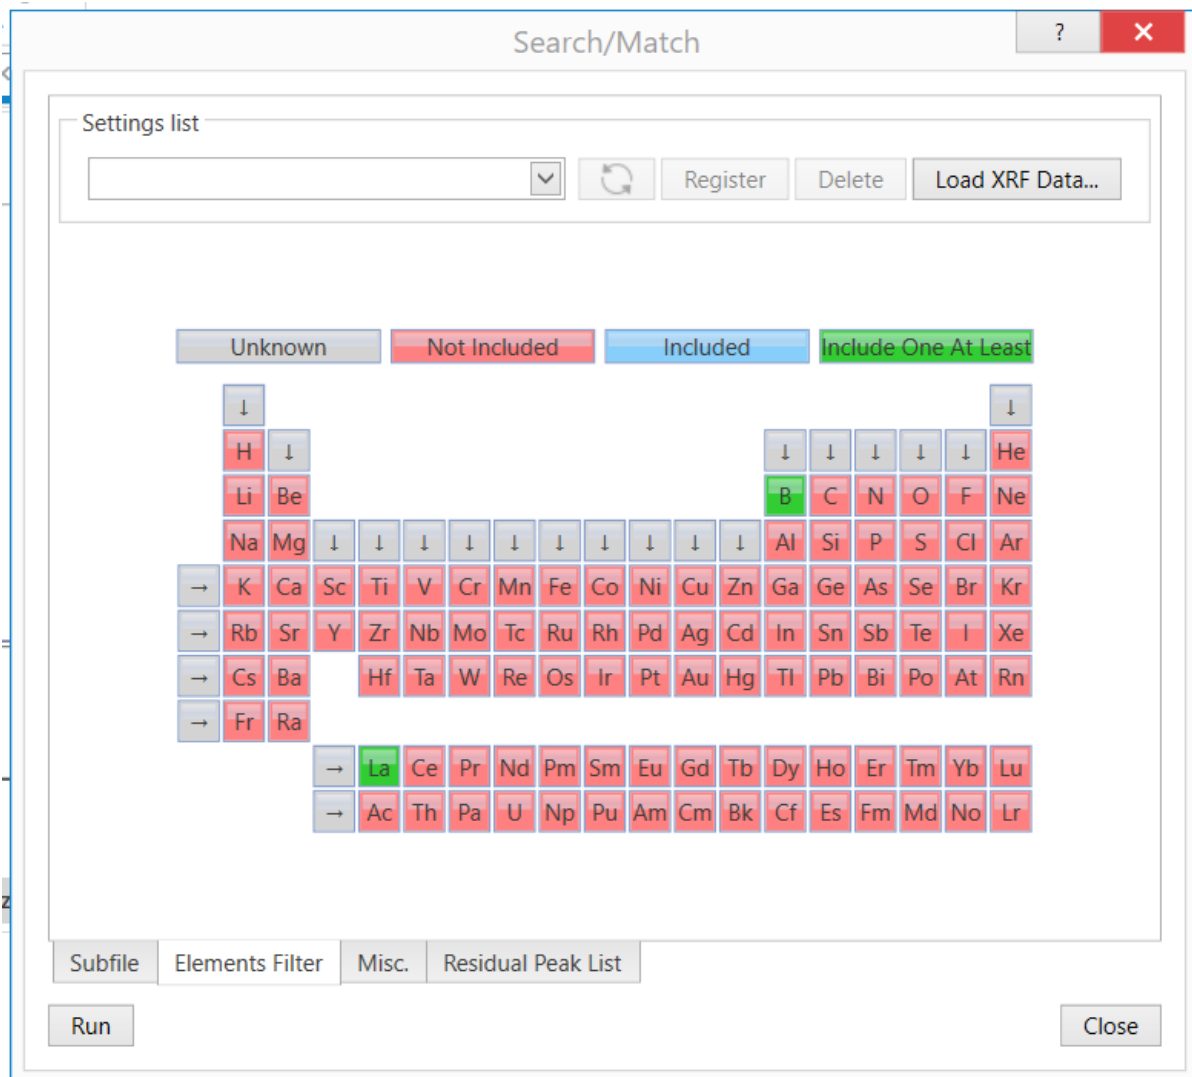 Search/Match
?
Settings list
Register Delete Load XRF Data...
Unknown Not Included Included Include One At Least
↓ ↓
H ↓ ↓ ↓ ↓ ↓ ↓ He
Li Be B C N O F Ne
Na Mg ↓ ↓ ↓ ↓ ↓ ↓ ↓ ↓ ↓ ↓ Al Si P S Cl Ar
→ K Ca Sc Ti V Cr Mn Fe Co Ni Cu Zn Ga Ge As Se Br Kr
→ Rb Sr Y Zr Nb Mo Tc Ru Rh Pd Ag Cd In Sn Sb Te I Xe
→ Cs Ba Hf Ta W Re Os Ir Pt Au Hg Tl Pb Bi Po At Rn
→ Fr Ra
→ La Ce Pr Nd Pm Sm Eu Gd Tb Dy Ho Er Tm Yb Lu
→ Ac Th Pa U Np Pu Am Cm Bk Cf Es Fm Md No Lr
Subfile Elements Filter Misc. Residual Peak List
Run Close